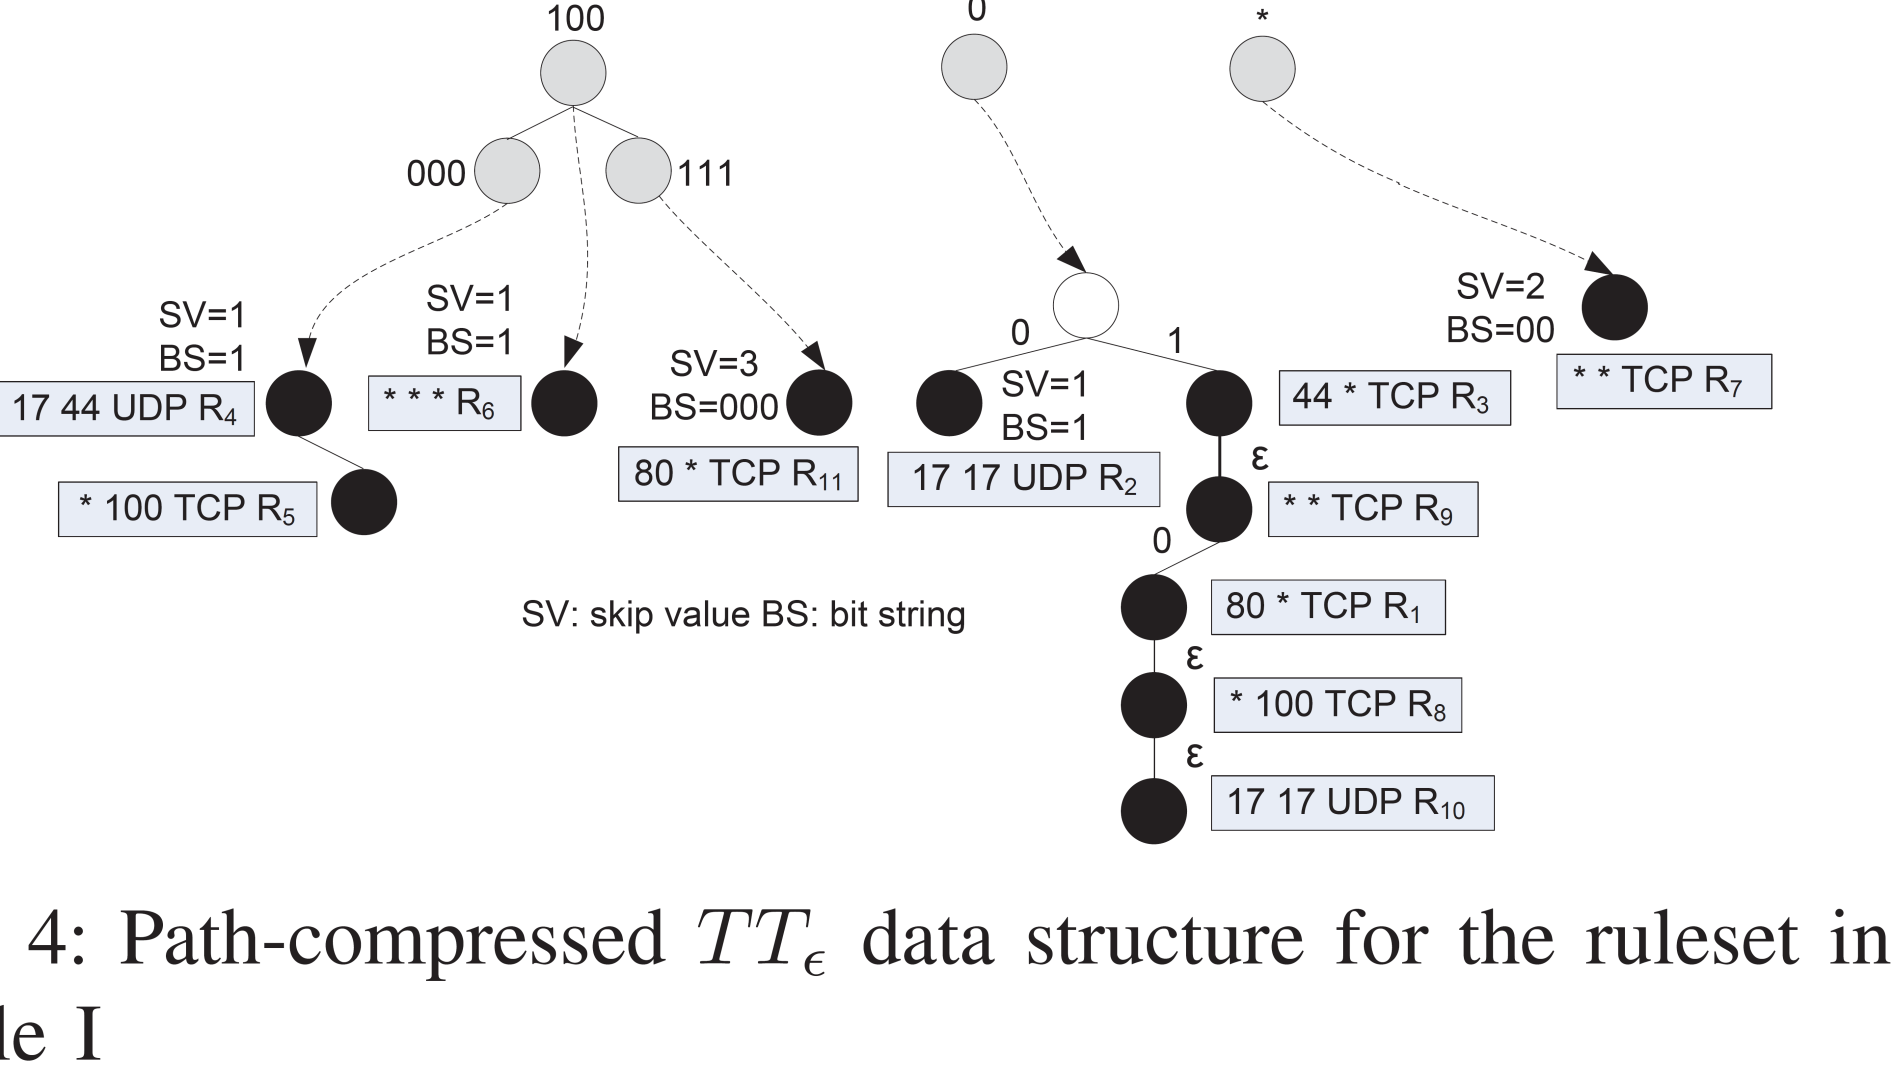 100
0
*
000
111
SV=1
BS=1
17 44 UDP R4
* 100 TCP R5
SV=1
BS=1
* * * R6
SV=3
BS=000
80 * TCP R11
0
1
SV=1
BS=1
17 17 UDP R2
44 * TCP R3
ε
* * TCP R9
0
80 * TCP R1
ε
* 100 TCP R8
ε
17 17 UDP R10
SV=2
BS=00
* * TCP R7
SV: skip value BS: bit string
4: Path-compressed TTϵ data structure for the ruleset in
le I